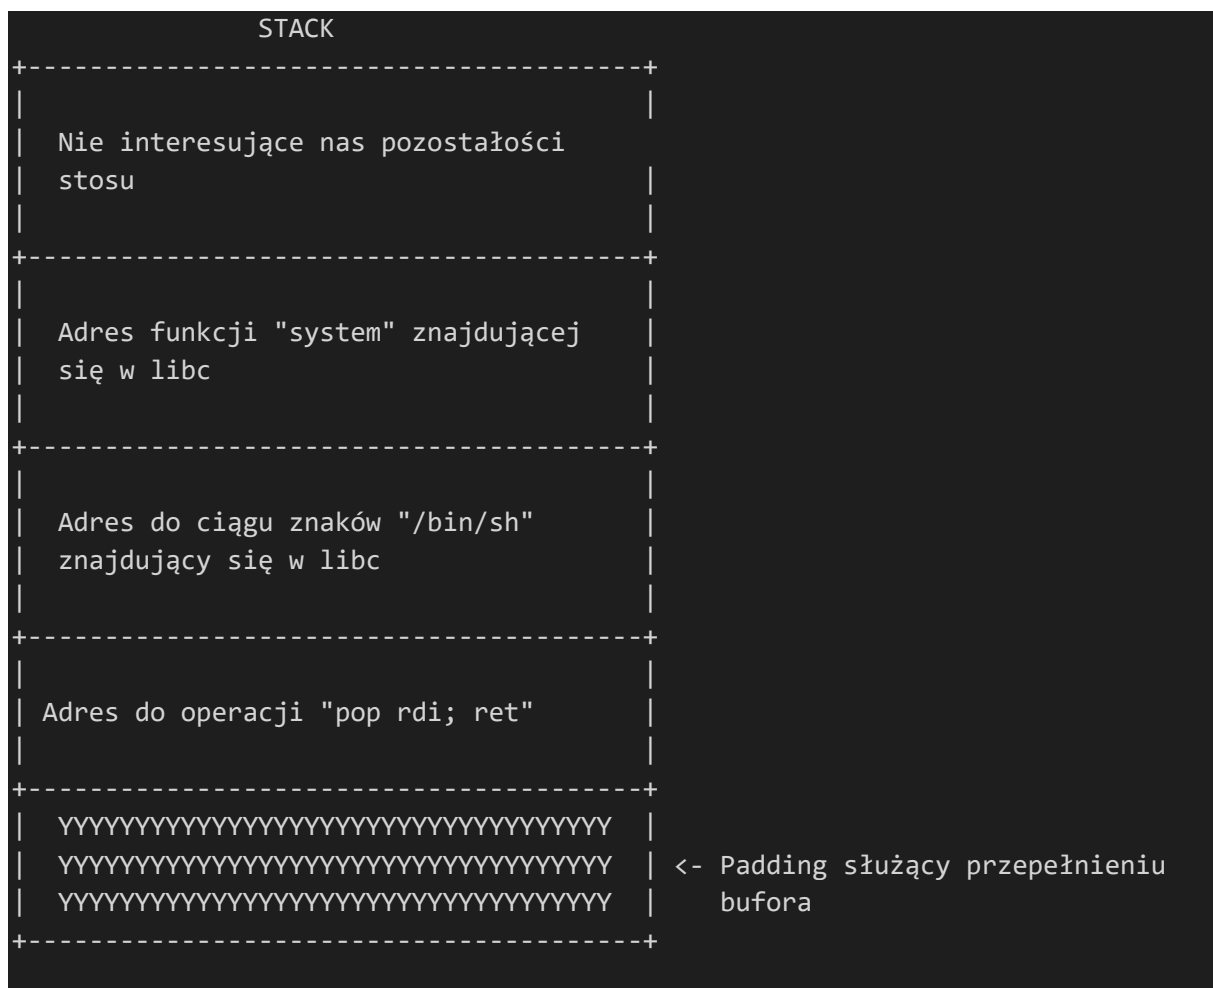 STACK
+----------------------------------------+
| |
| Nie interesujące nas pozostałości
| stosu |
| |
+----------------------------------------+
| |
| Adres funkcji "system" znajdującej |
| się w libc |
| |
+----------------------------------------+
| |
| Adres do ciągu znaków "/bin/sh" |
| znajdujący się w libc |
| |
+----------------------------------------+
| |
| Adres do operacji "pop rdi; ret" |
| |
+----------------------------------------+
| YYYYYYYYYYYYYYYYYYYYYYYYYYYYYYYYYYYY |
| YYYYYYYYYYYYYYYYYYYYYYYYYYYYYYYYYYYY | <- Padding służący przepełnieniu
| YYYYYYYYYYYYYYYYYYYYYYYYYYYYYYYYYYYY | bufora
+----------------------------------------+